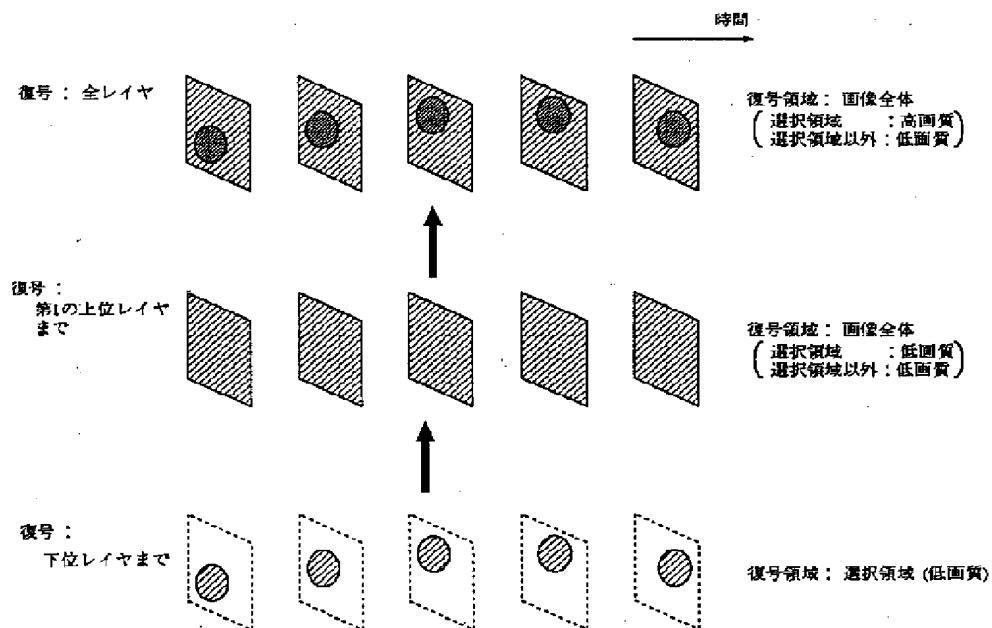 時間
復号： 全レイヤ
復号領域： 画像全体
選択領域　　：高画質
選択領域以外：低画質
復号：
第1の上位レイヤ
まで
復号領域： 画像全体
選択領域　　：低画質
選択領域以外：低画質
復号：
下位レイヤまで
復号領域： 選択領域 (低画質)